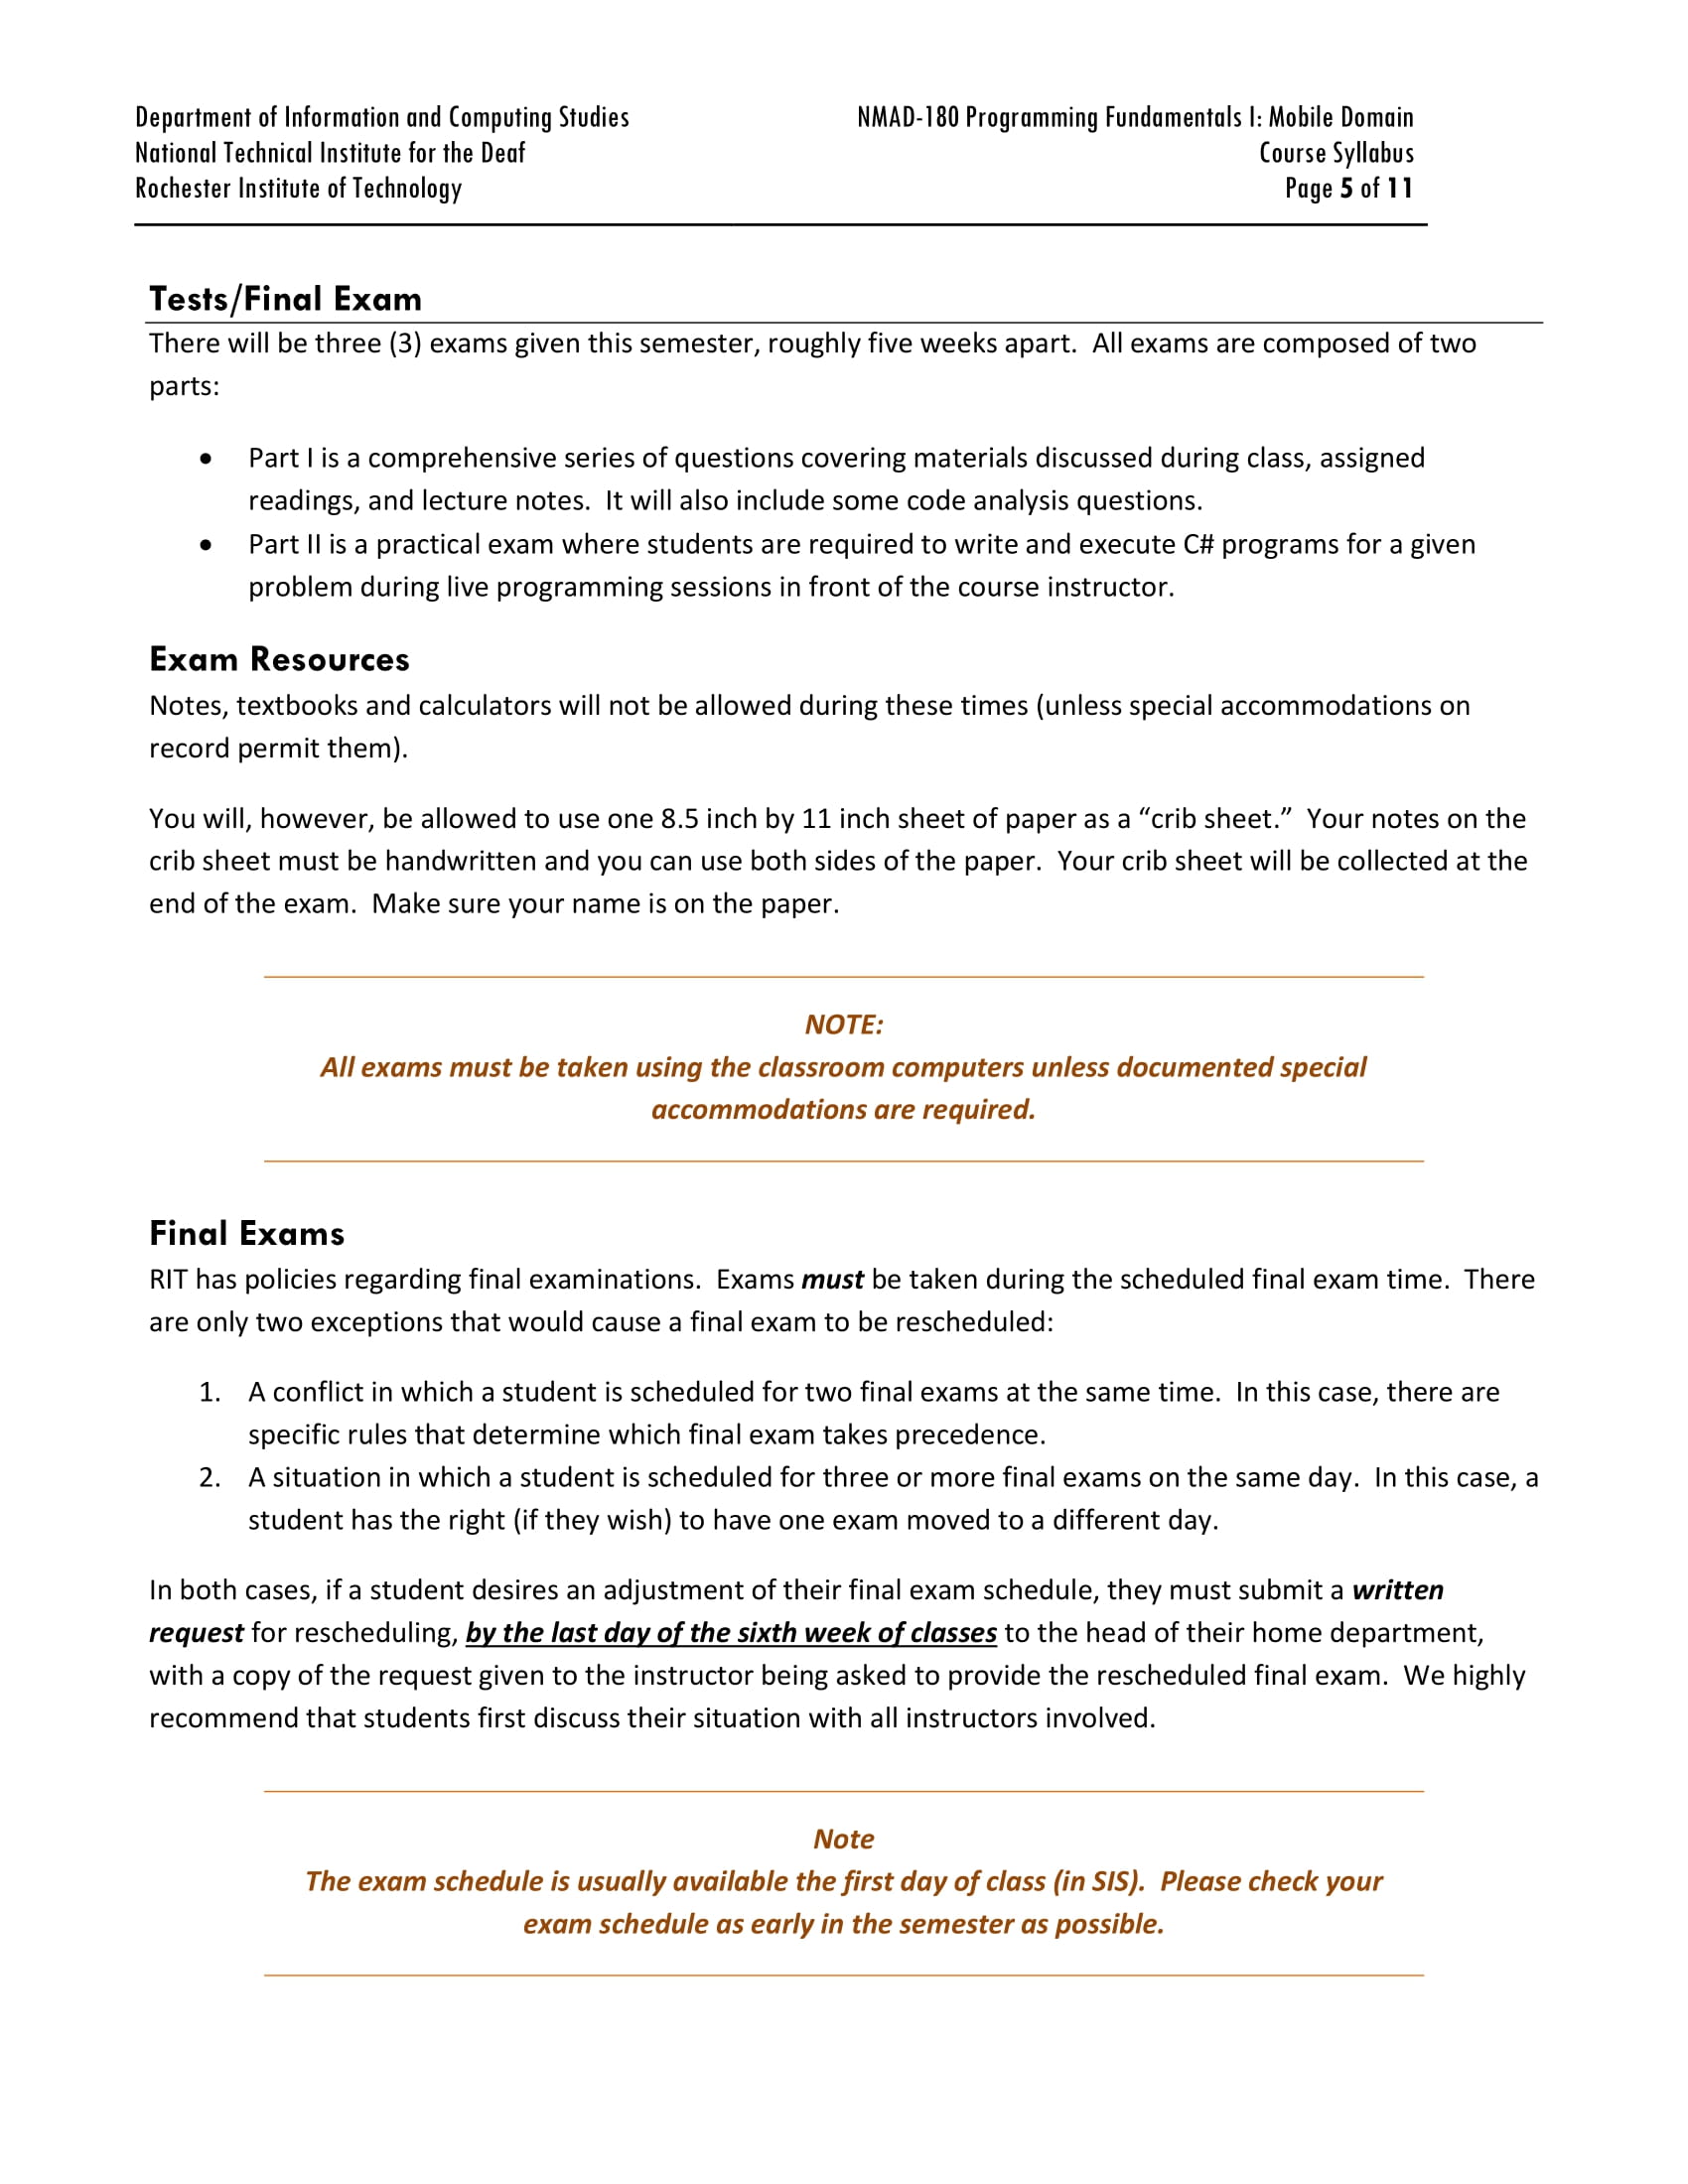 Department of Information and Computing Studies
National Technical Institute for the Deaf
Rochester Institute of Technology
NMAD-180 Programming Fundamentals I: Mobile Domain
Course Syllabus
Page 5 of 11
Tests/Final Exam
There will be three (3) exams given this semester, roughly five weeks apart.  All exams are composed of two
parts:
• Part I is a comprehensive series of questions covering materials discussed during class, assigned
readings, and lecture notes.  It will also include some code analysis questions.
• Part II is a practical exam where students are required to write and execute C# programs for a given
problem during live programming sessions in front of the course instructor.
Exam Resources
Notes, textbooks and calculators will not be allowed during these times (unless special accommodations on
record permit them).
You will, however, be allowed to use one 8.5 inch by 11 inch sheet of paper as a “crib sheet.”  Your notes on the
crib sheet must be handwritten and you can use both sides of the paper.  Your crib sheet will be collected at the
end of the exam.  Make sure your name is on the paper.
NOTE:
All exams must be taken using the classroom computers unless documented special
accommodations are required.
Final Exams
RIT has policies regarding final examinations.  Exams must be taken during the scheduled final exam time.  There
are only two exceptions that would cause a final exam to be rescheduled:
1. A conflict in which a student is scheduled for two final exams at the same time.  In this case, there are
specific rules that determine which final exam takes precedence.
2. A situation in which a student is scheduled for three or more final exams on the same day.  In this case, a
student has the right (if they wish) to have one exam moved to a different day.
In both cases, if a student desires an adjustment of their final exam schedule, they must submit a written
request for rescheduling, by the last day of the sixth week of classes to the head of their home department,
with a copy of the request given to the instructor being asked to provide the rescheduled final exam.  We highly
recommend that students first discuss their situation with all instructors involved.
Note
The exam schedule is usually available the first day of class (in SIS).  Please check your
exam schedule as early in the semester as possible.